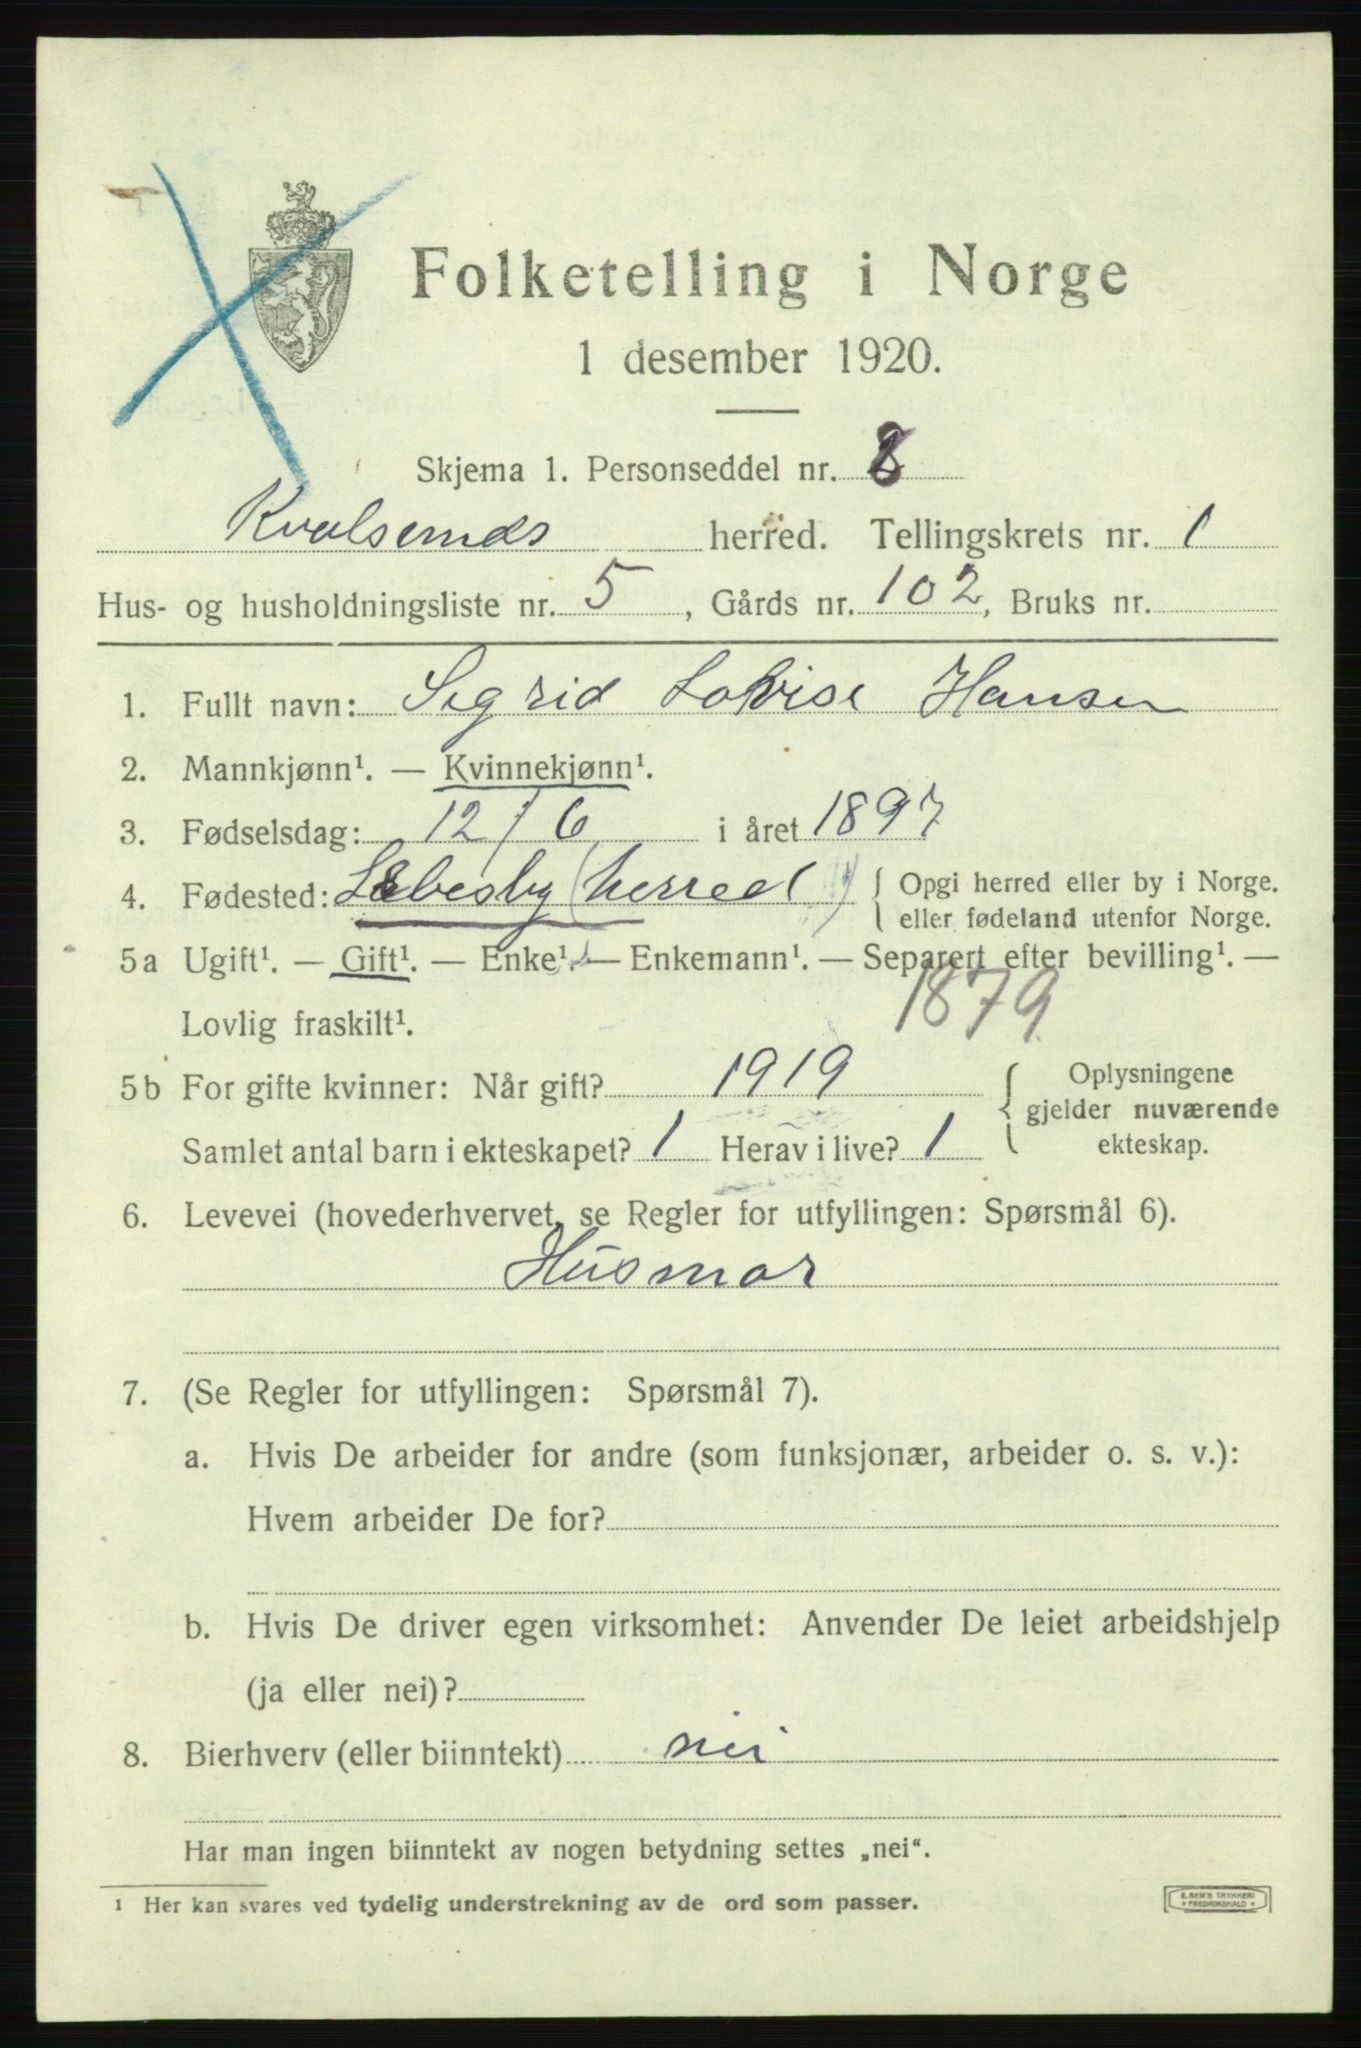 Folketelling i Norge
1 desember 1920.
Skjema 1. Personseddel nr. 8
Kvalsunds herred. Tellingskrets nr. 1
Hus- og husholdningsliste nr. 5, Gårds nr. 102, Bruks nr.
1. Fullt navn: Sigrid Lovise Hansen
2. Mannkjønn¹. — Kvinnekjønn¹.
3. Fødselsdag: 12/6 i året 1897
4. Fødested: Lebesby (herred) { Opgi herred eller by i Norge.
eller fødeland utenfor Norge.
5a Ugift¹. — Gift¹. — Enke¹. — Enkemann¹. — Separert efter bevilling¹. —
Lovlig fraskilt¹. 1879
5b For gifte kvinner: Når gift? 1919 { Oplysningene
gjelder nuværende
ekteskap.
Samlet antal barn i ekteskapet? 1 Herav i live? 1
6. Levevei (hovederhvervet, se Regler for utfyllingen: Spørsmål 6).
Husmor
7. (Se Regler for utfyllingen: Spørsmål 7).
a. Hvis De arbeider for andre (som funksjonær, arbeider o. s. v.):
Hvem arbeider De for?
b. Hvis De driver egen virksomhet: Anvender De leiet arbeidshjelp
(ja eller nei)?
8. Bierhverv (eller biinntekt) nei
Har man ingen biinntekt av nogen betydning settes „nei“.
¹ Her kan svares ved tydelig understrekning av de ord som passer.
E. SEM'S TRYKKERI
FREDRIKSHALD